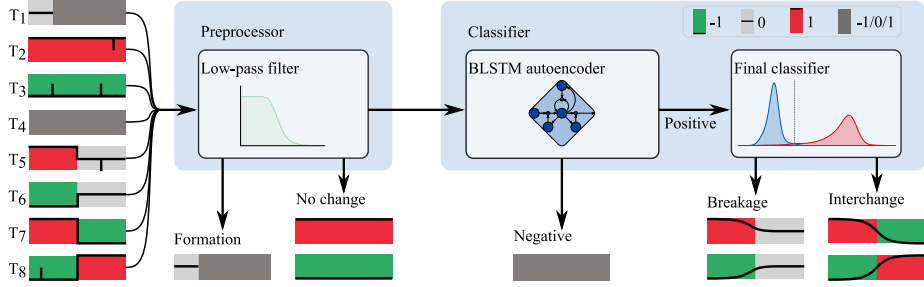 T1
T2
T3
T4
T5
T6
T7
T8
Preprocessor
Low-pass filter
Formation
No change
Classifier
BLSTM autoencoder
Negative
Positive
-1
0
1
-1/0/1
Final classifier
Breakage
Interchange